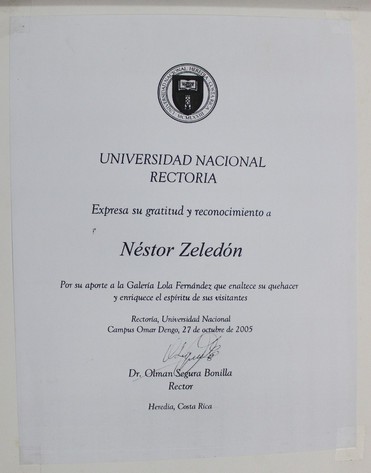 UNIVERSIDAD NACIONAL
RECTORIA
Expresa su gratitud y reconocimiento a
Néstor Zeledón
Por su aporte a la Galería Lola Fernández que enaltece su quehacer
y enriquece el espíritu de sus visitantes
Rectoría, Universidad Nacional
Campus Omar Dengo, 27 de octubre de 2005
Dr. Olman Segura Bonilla
Rector
Heredia, Costa Rica